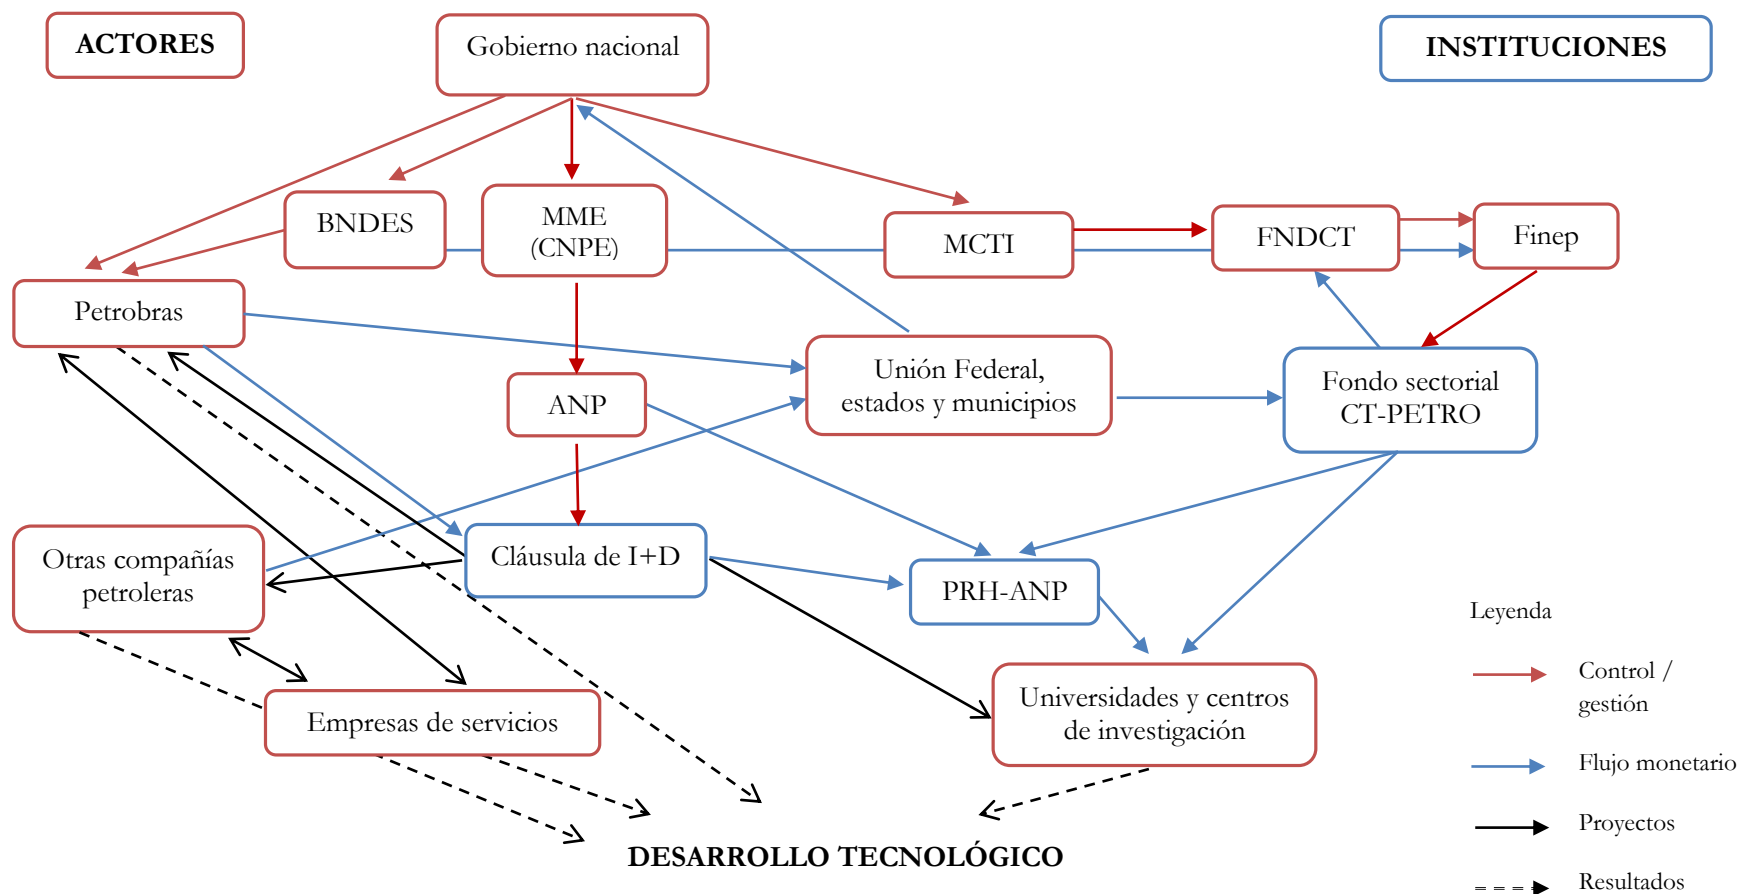 ACTORES
Gobierno nacional
INSTITUCIONES
BNDES
MME
(CNPE)
MCTI
FNDCT
Finep
Petrobras
Unión Federal,
estados y municipios
Fondo sectorial
CT-PETRO
ANP
Otras compañías
petroleras
Cláusula de I+D
PRH-ANP
Universidades y centros
de investigación
Empresas de servicios
DESARROLLO TECNOLÓGICO
Leyenda
Control /
gestión
Flujo monetario
Proyectos
Resultados